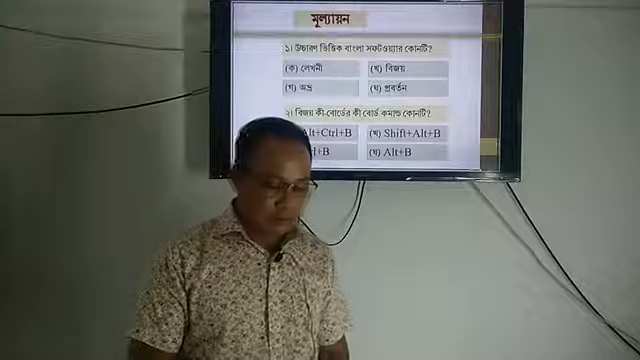 মূল্যায়ন
১। উচ্চারণ ভিত্তিক বাংলা সফটওয়্যার কোনটি?
(ক) লেখনী (খ) বিজয়
(গ) অভ্র (ঘ) প্রবর্তন
২। বিজয় কী-বোর্ডের কী বোর্ড কমান্ড কোনটি?
Alt+Ctrl+B (খ) Shift+Alt+B
+B (ঘ) Alt+B